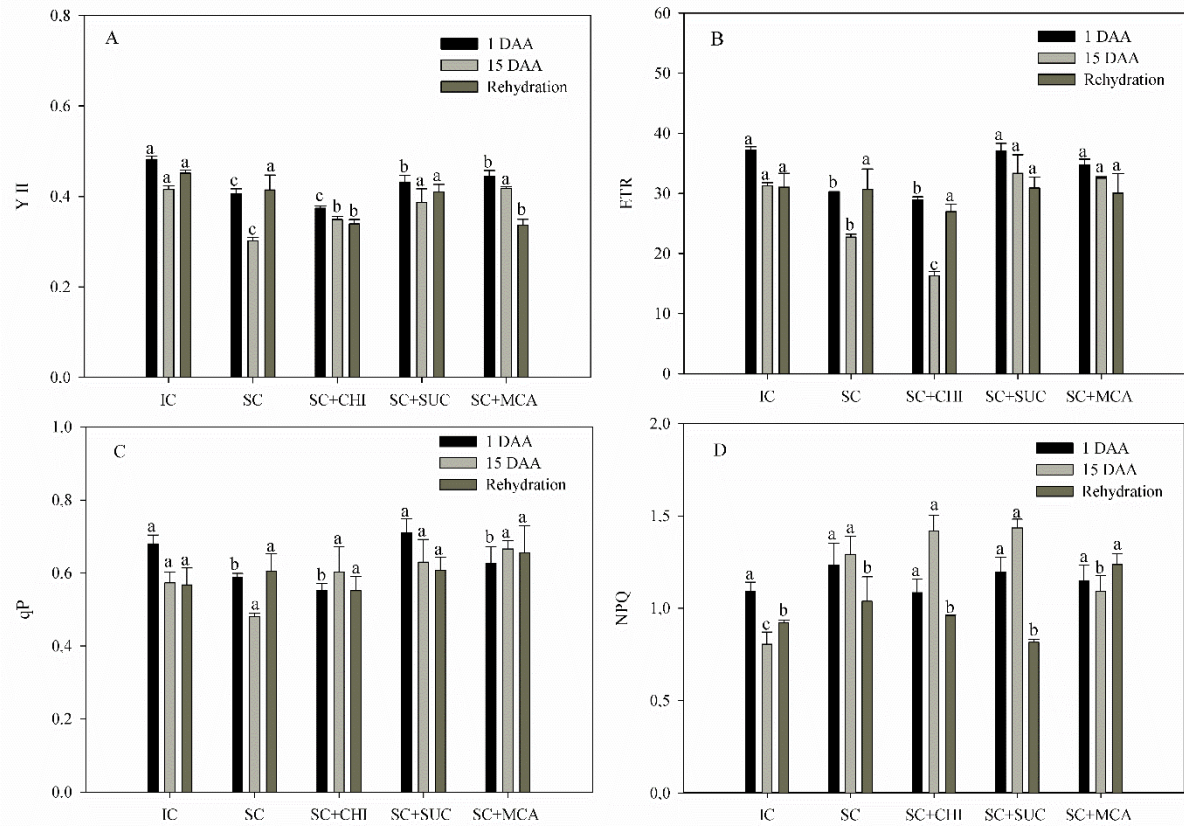 0.8
A
1 DAA
15 DAA
Rehydration
0.6
Y II
a a a
c c a
c b b
b a a
b a b
0.4
0.2
0.0
IC SC SC+CHI SC+SUC SC+MCA
60
B
1 DAA
15 DAA
Rehydration
50
40
ETR
a a a
b b a
b c a
a a a
a a a
30
20
10
0
IC SC SC+CHI SC+SUC SC+MCA
1.0
C
1 DAA
15 DAA
Rehydration
0.8
a a a
b a a
b a a
a a a
b a a
0.6
qP
0.4
0.2
0.0
IC SC SC+CHI SC+SUC SC+MCA
2.0
D
1 DAA
15 DAA
Rehydration
1.5
a c b
a a b
a a b
a a b
a b a
NPQ
1.0
0.5
0.0
IC SC SC+CHI SC+SUC SC+MCA